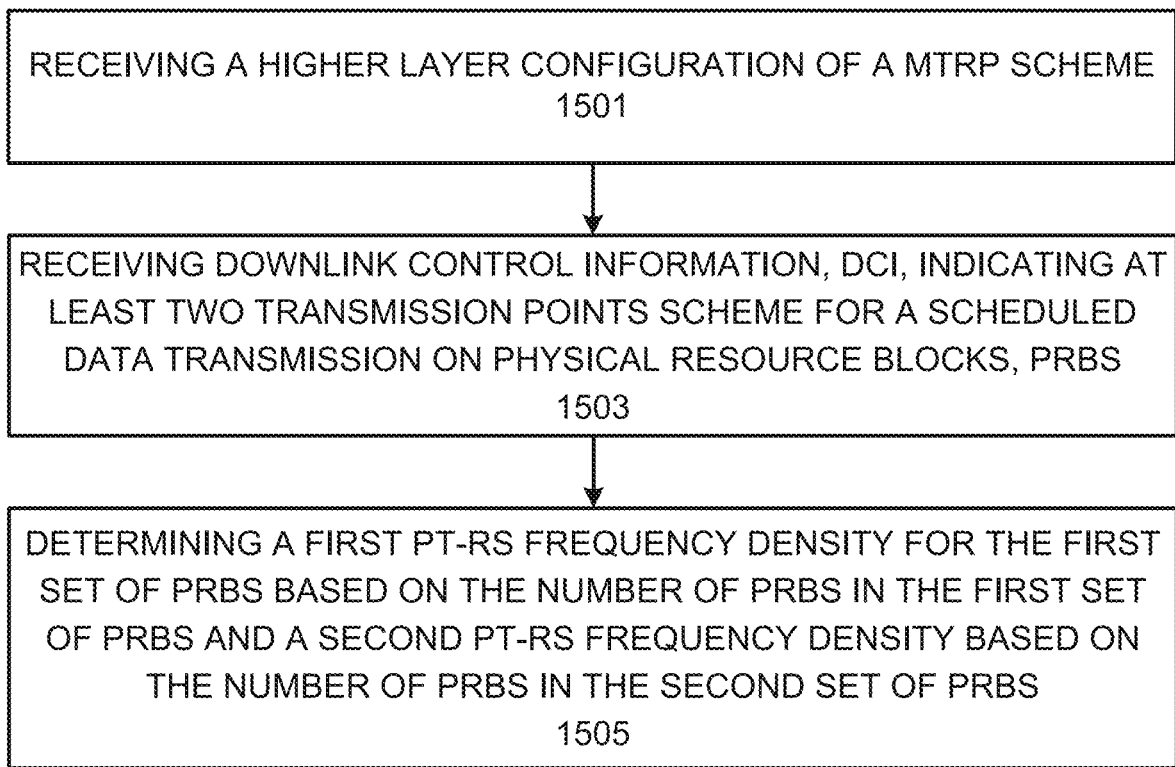 RECEIVING A HIGHER LAYER CONFIGURATION OF A MTRP SCHEME
1501
RECEIVING DOWNLINK CONTROL INFORMATION, DCI, INDICATING AT
LEAST TWO TRANSMISSION POINTS SCHEME FOR A SCHEDULED
DATA TRANSMISSION ON PHYSICAL RESOURCE BLOCKS, PRBS
1503
DETERMINING A FIRST PT-RS FREQUENCY DENSITY FOR THE FIRST
SET OF PRBS BASED ON THE NUMBER OF PRBS IN THE FIRST SET
OF PRBS AND A SECOND PT-RS FREQUENCY DENSITY BASED ON
THE NUMBER OF PRBS IN THE SECOND SET OF PRBS
1505